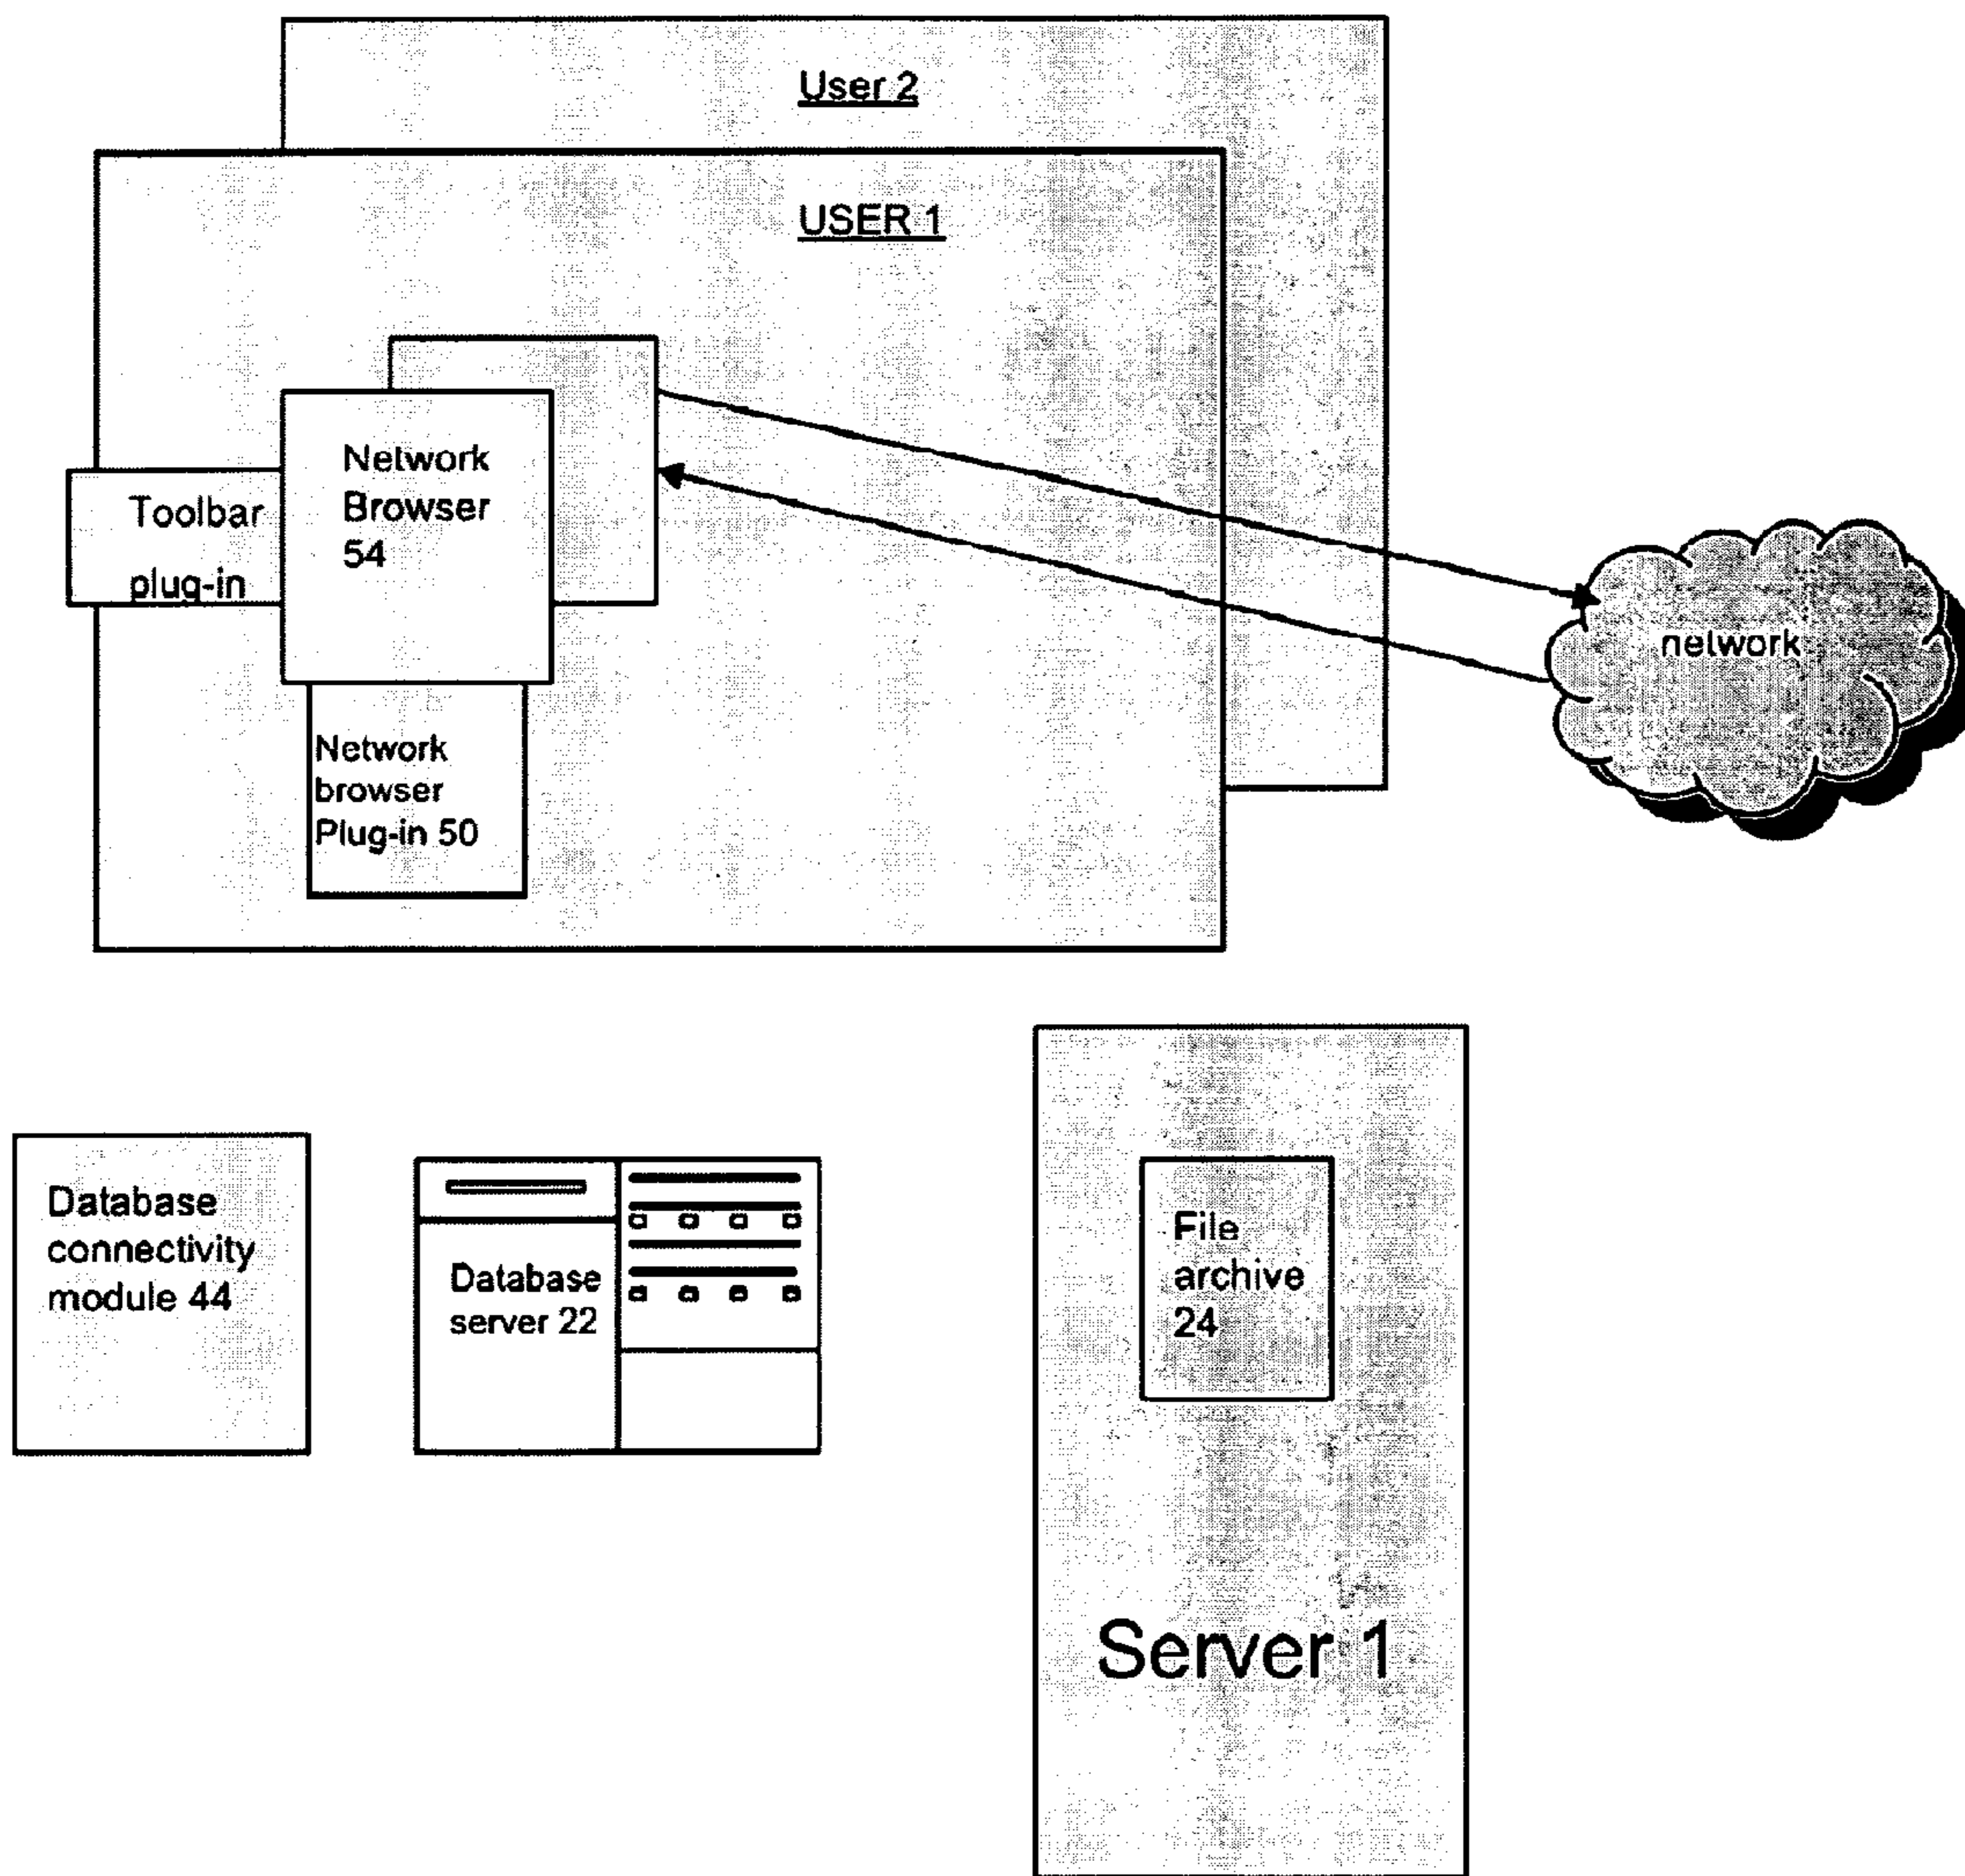 User 2
USER 1
Network
Browser
54
Toolbar
plug-in
network
Network
browser
Plug-in 50
Database
connectivity
module 44
Database
server 22
File
archive
24
Server 1